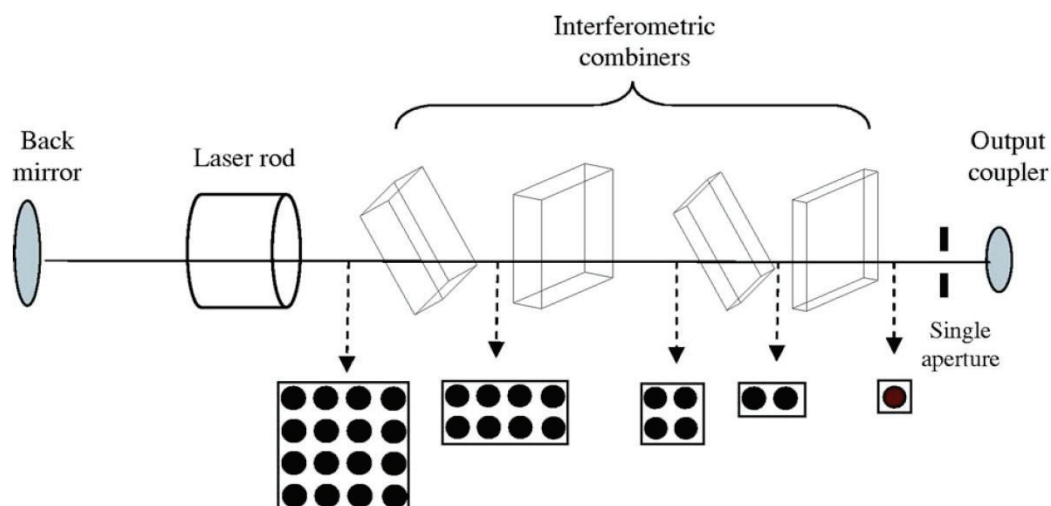 Interferometric
combiners
Back
mirror
Laser rod
Output
coupler
Single
aperture